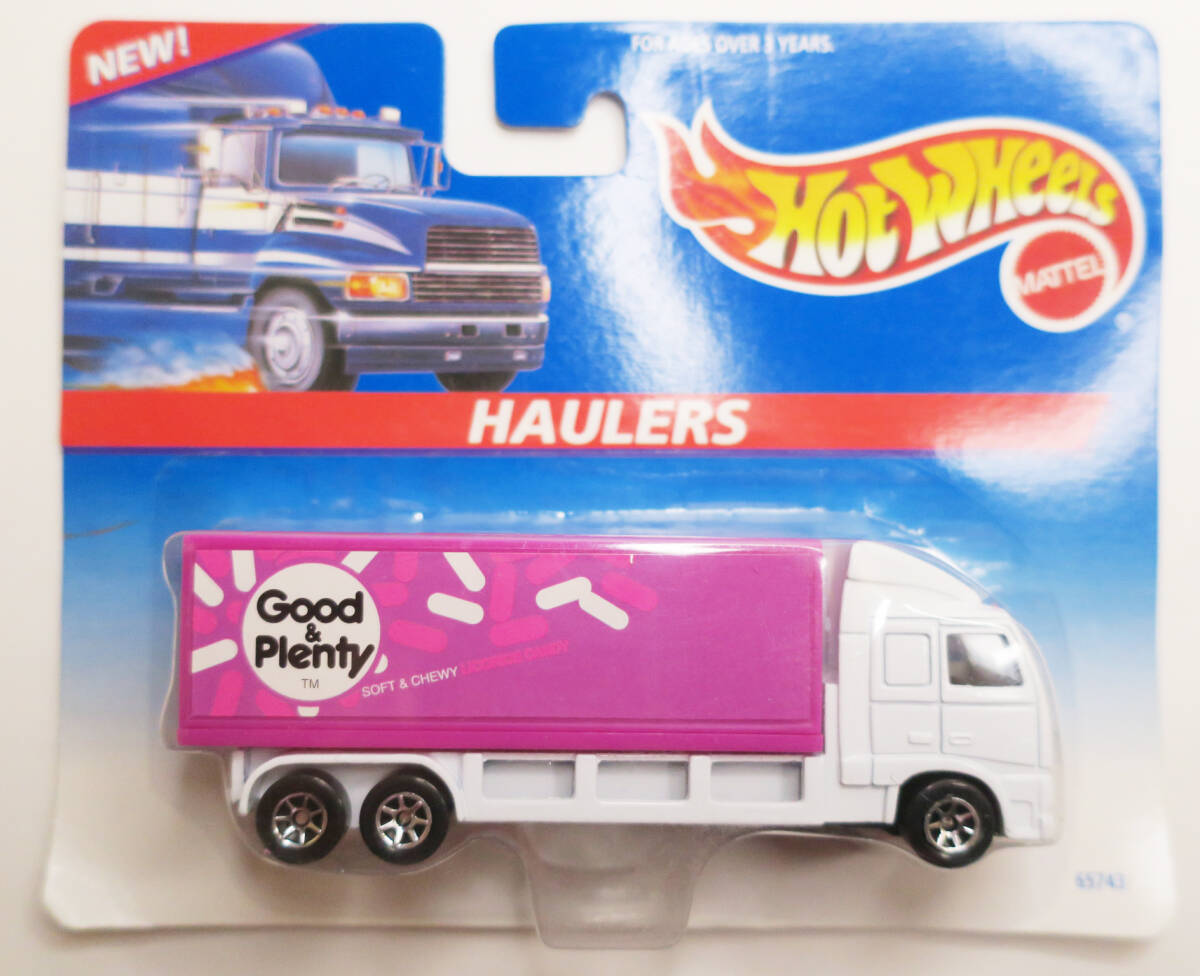 NEW!
FOR AGES OVER 3 YEARS.
HOT WHEELS
MATTEL
HAULERS
Good
&
Plenty
TM
SOFT & CHEWY LICORICE CANDY
65743